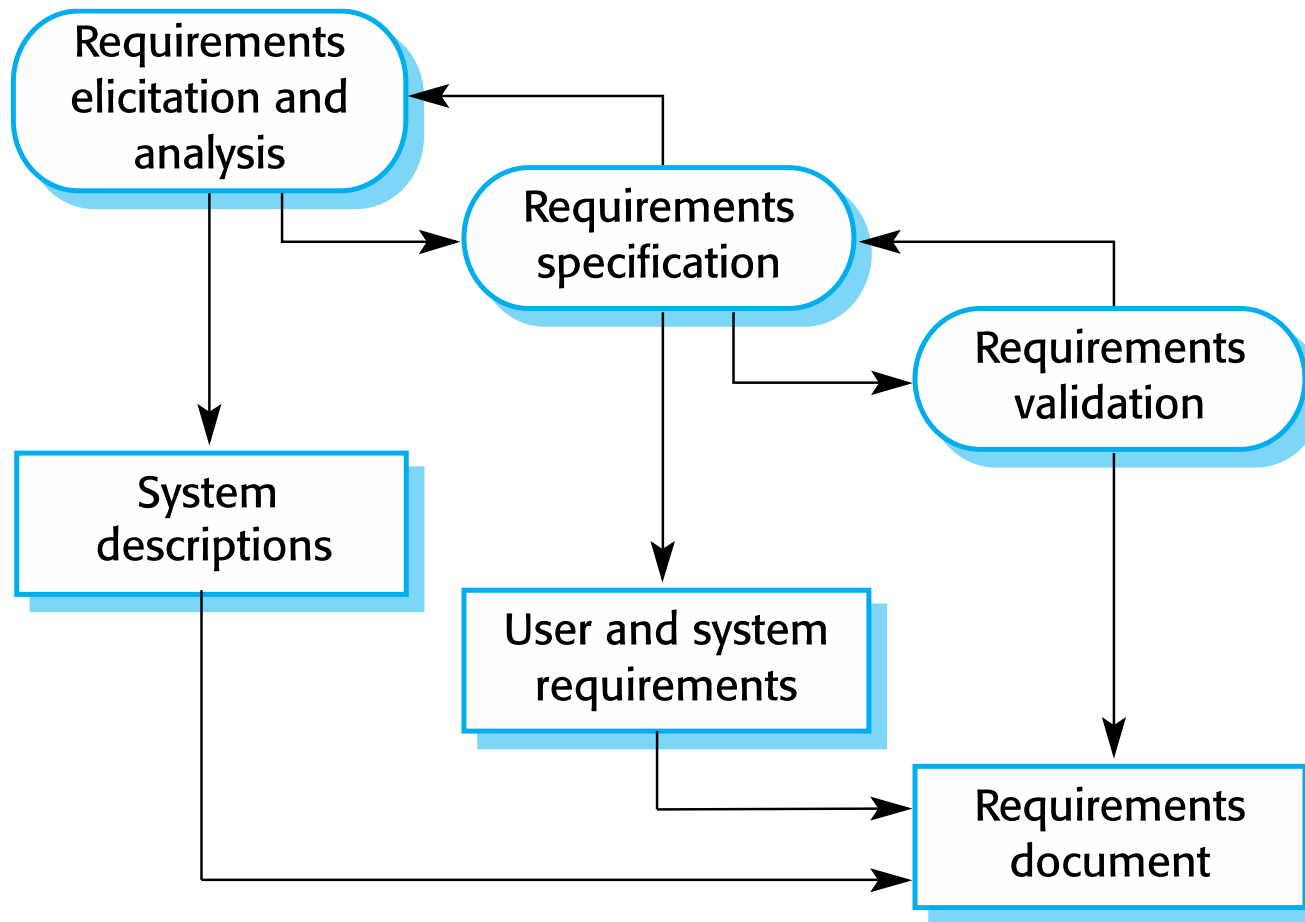 Requirements
elicitation and
analysis
Requirements
specification
Requirements
validation
System
descriptions
User and system
requirements
Requirements
document